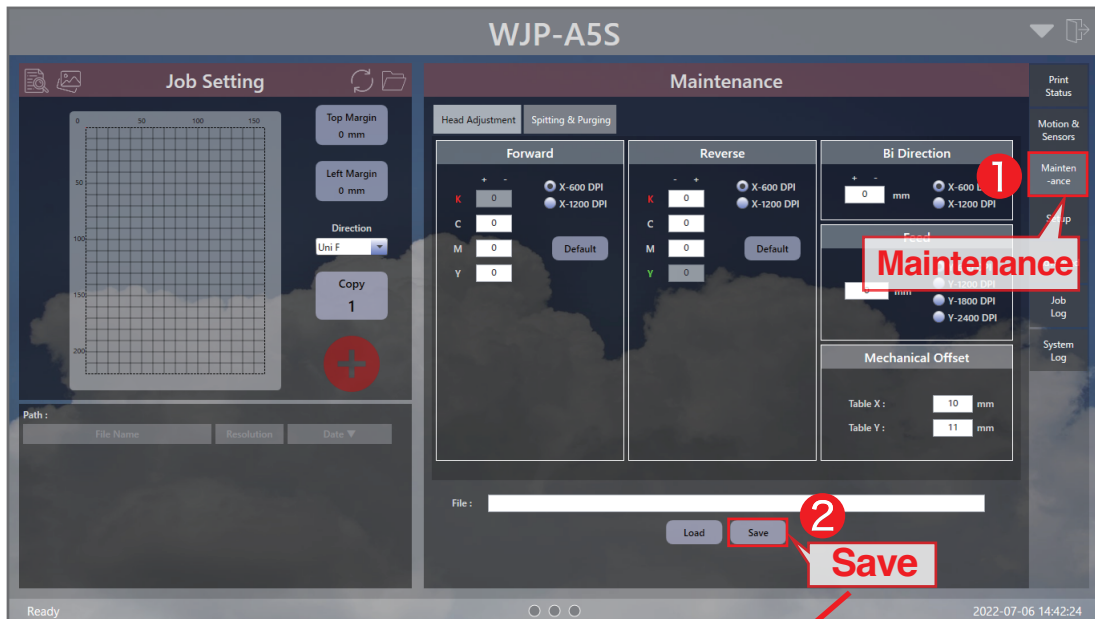 WJP-A5S
Job Setting
0 50 100 150
50
100
150
200
Top Margin
0 mm
Left Margin
0 mm
Direction
Uni F
Copy
1
Path :
File Name Resolution Date ▼
Maintenance
Head Adjustment Spitting & Purging
Forward
+ -
K 0
C 0
M 0
Y 0
X-600 DPI
X-1200 DPI
Default
Reverse
- +
K 0
C 0
M 0
Y 0
X-600 DPI
X-1200 DPI
Default
Bi Direction
+ -
0 mm
X-600
X-1200 DPI
Feed
mm
Y-1200 DPI
Y-1800 DPI
Y-2400 DPI
Mechanical Offset
Table X : 10 mm
Table Y : 11 mm
File :
Load Save
Print
Status
Motion &
Sensors
Mainten
-ance
Job
Log
System
Log
1
Maintenance
2
Save
Ready
2022-07-06 14:42:24